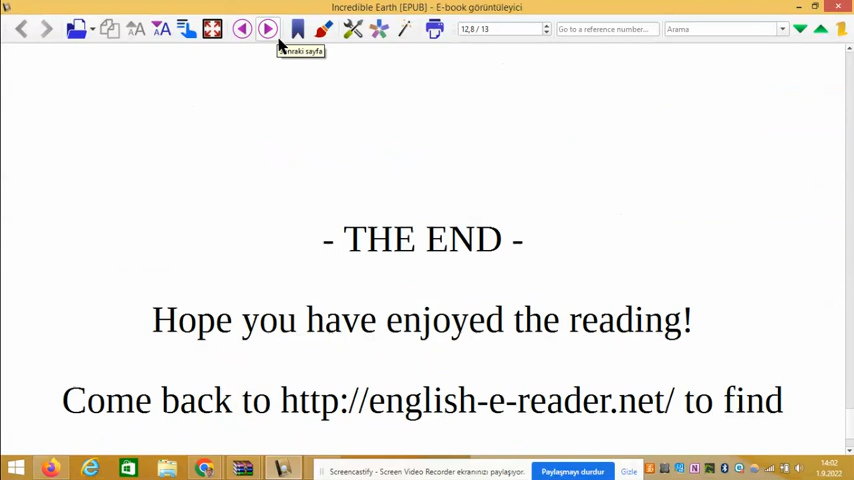 Incredible Earth [EPUB] - E-book görüntüleyici
12,8 / 13
Go to a reference number...
Arama
Sonraki sayfa
- THE END -
Hope you have enjoyed the reading!
Come back to http://english-e-reader.net/ to find
Screencastify - Screen Video Recorder ekranınızı paylaşıyor.
Paylaşmayı durdur
Gizle
14:02
1.9.2022